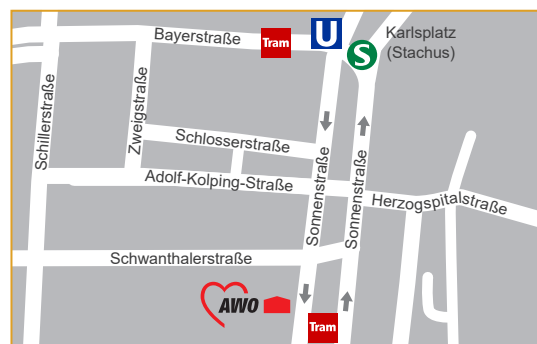 Bayerstraße
Tram
U
S
Karlsplatz
(Stachus)
Schillerstraße
Zweigstraße
Schlosserstraße
Adolf-Kolping-Straße
Sonnenstraße
Sonnenstraße
Herzogspitalstraße
Schwanthalerstraße
AWO
Tram